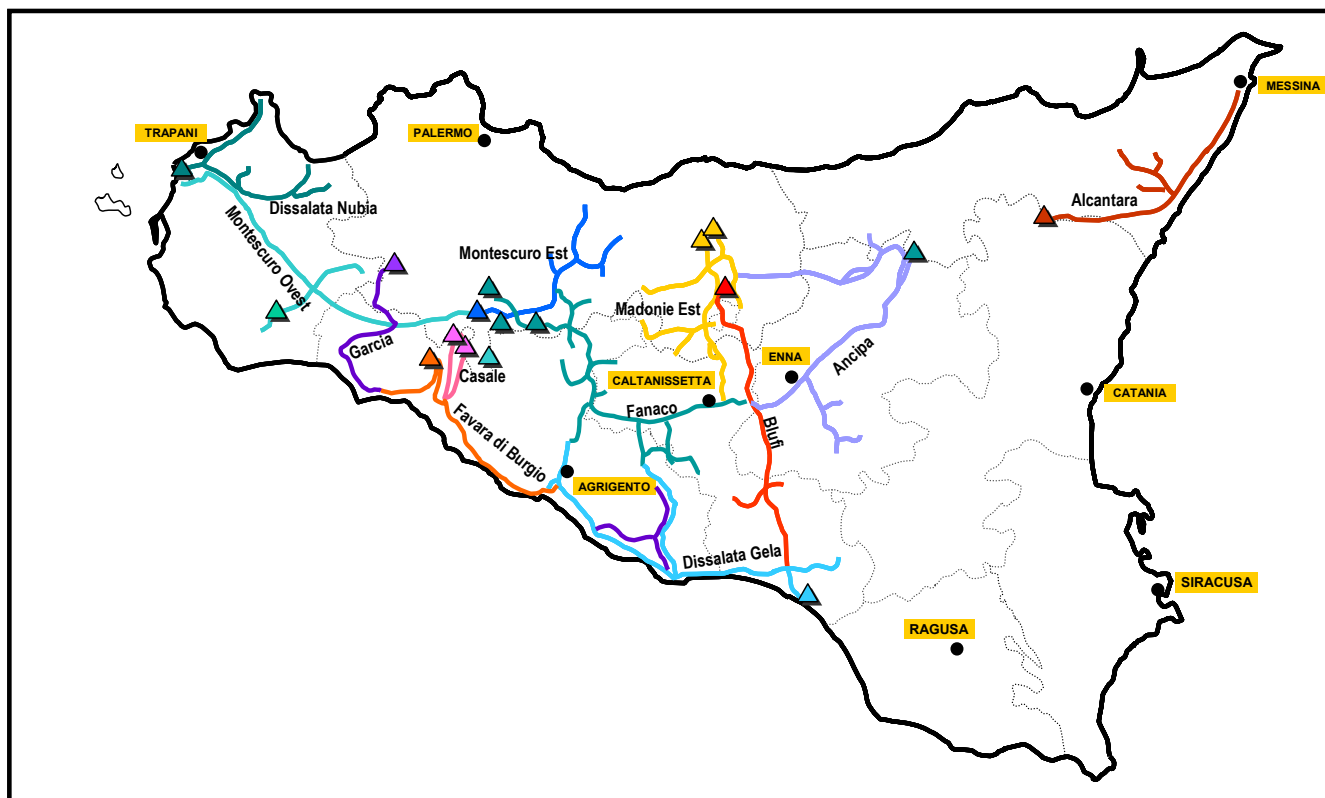 MESSINA
TRAPANI
PALERMO
Alcantara
Dissalata Nubia
Montescuro Ovest
Montescuro Est
Madonie Est
Garcia
Ancipa
ENNA
Casale
CALTANISSETTA
CATANIA
Fanaco
Favara di Burgio
Blufi
AGRIGENTO
Dissalata Gela
SIRACUSA
RAGUSA